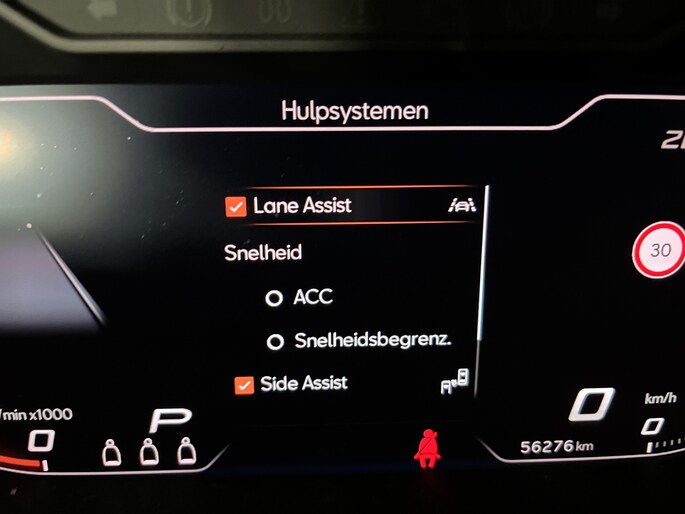 Hulpsystemen
Lane Assist
Snelheid
30
ACC
Snelheidsbegrenz.
Side Assist
/min x1000
0
P
0
km/h
0
56276 km